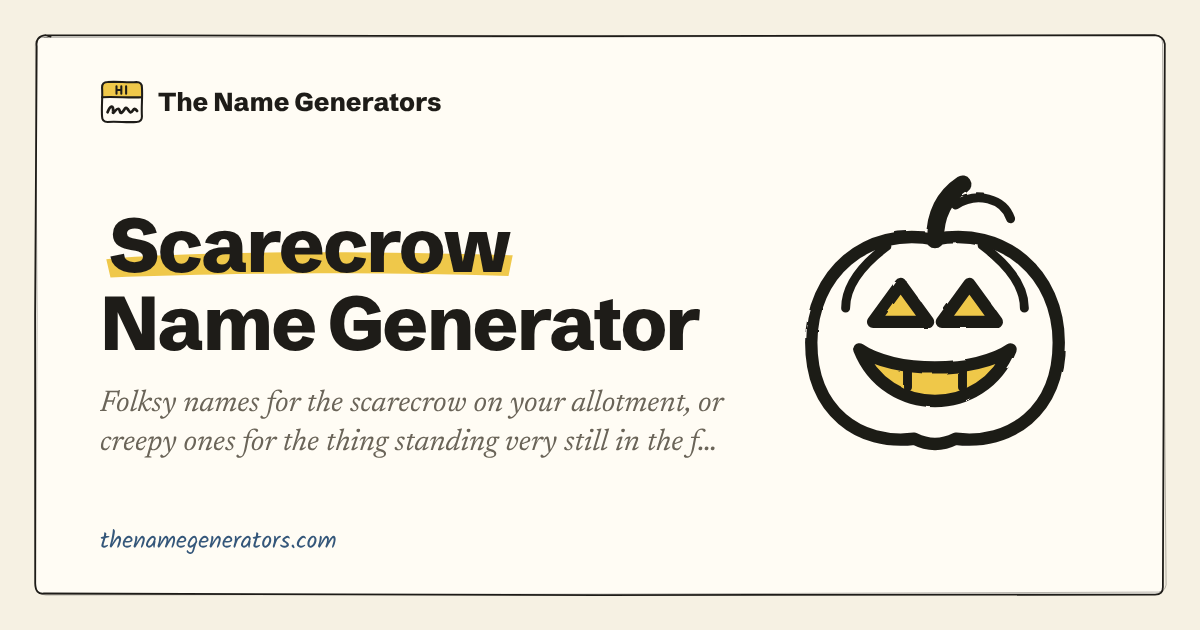 HI
The Name Generators
Scarecrow
Name Generator
Folksy names for the scarecrow on your allotment, or
creepy ones for the thing standing very still in the f...
thenamegenerators.com